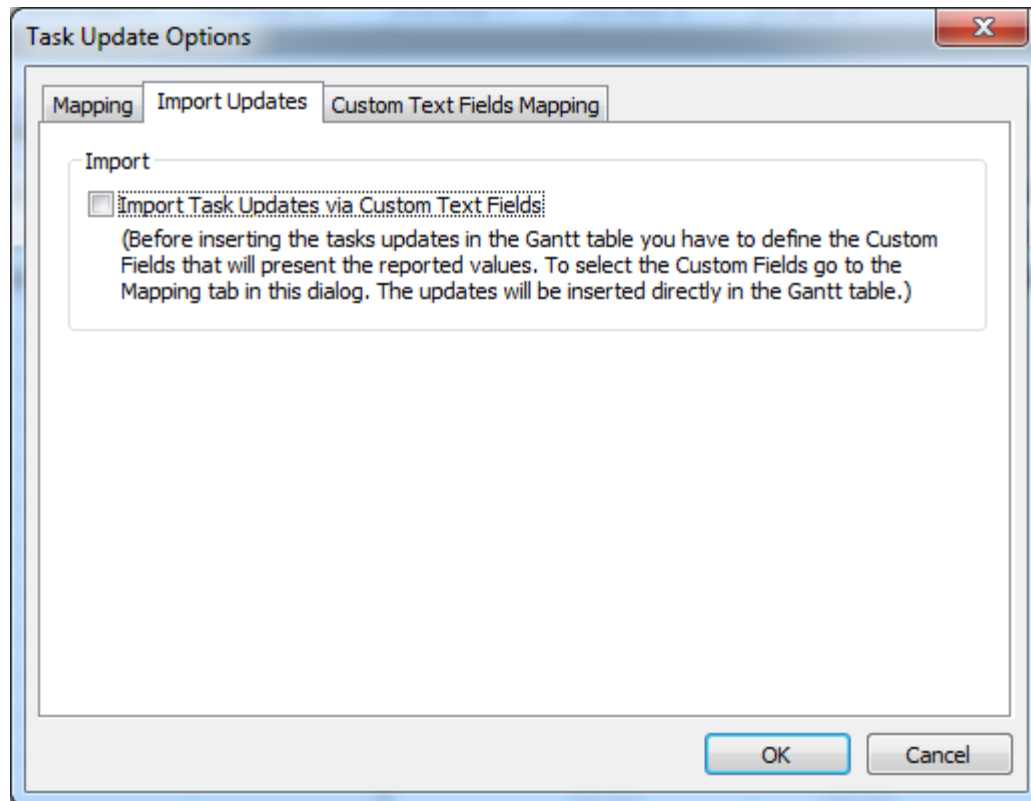 Task Update Options
Mapping
Import Updates
Custom Text Fields Mapping
Import
Import Task Updates via Custom Text Fields
(Before inserting the tasks updates in the Gantt table you have to define the Custom
Fields that will present the reported values. To select the Custom Fields go to the
Mapping tab in this dialog. The updates will be inserted directly in the Gantt table.)
OK
Cancel